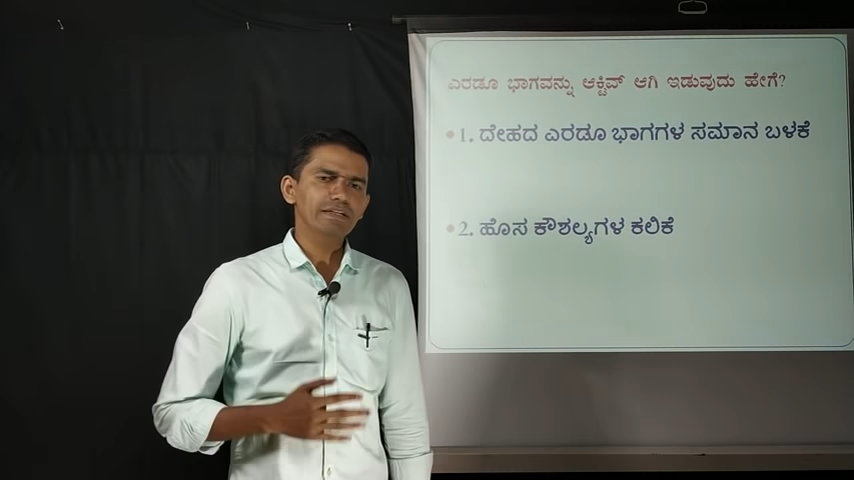 ಎರಡೂ ಭಾಗವನ್ನು ಆಕ್ಟಿವ್ ಆಗಿ ಇಡುವುದು ಹೇಗೆ?
• 1. ದೇಹದ ಎರಡೂ ಭಾಗಗಳ ಸಮಾನ ಬಳಕೆ
• 2. ಹೊಸ ಕೌಶಲ್ಯಗಳ ಕಲಿಕೆ